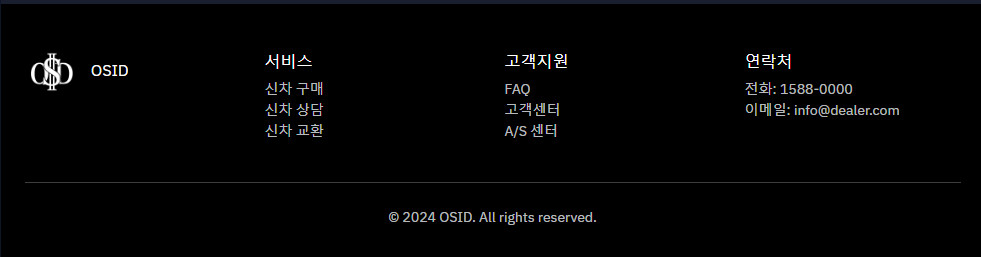 OSID
OSID
서비스
신차 구매
신차 상담
신차 교환
고객지원
FAQ
고객센터
A/S 센터
연락처
전화: 1588-0000
이메일: info@dealer.com
© 2024 OSID. All rights reserved.